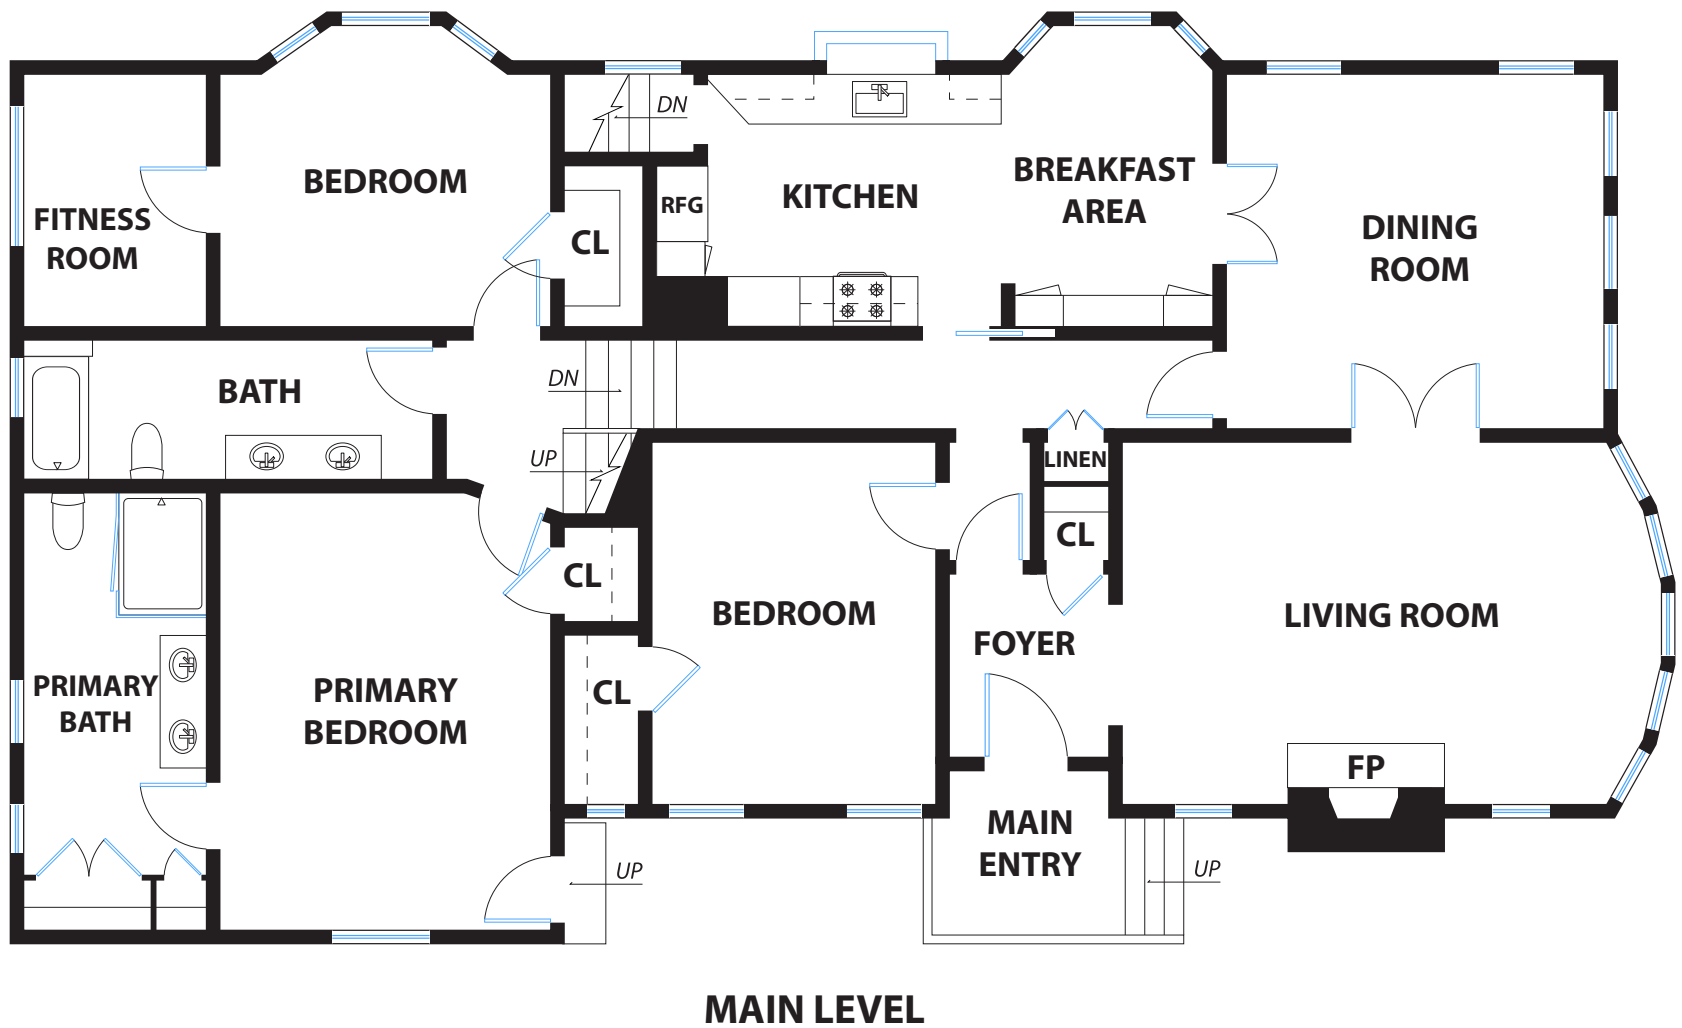 DN
BEDROOM
BREAKFAST
AREA
KITCHEN
RFG
FITNESS
ROOM
CL
DINING
ROOM
DN
BATH
UP
LINEN
CL
CL
BEDROOM
LIVING ROOM
FOYER
PRIMARY
BATH
PRIMARY
BEDROOM
CL
FP
MAIN
ENTRY
UP
UP
MAIN LEVEL